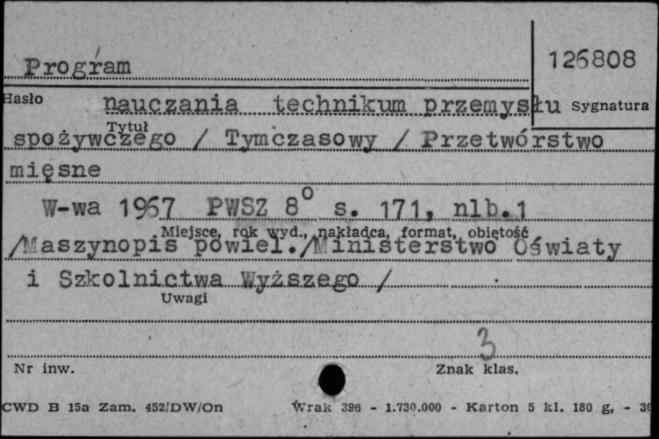 Program
126808
Hasło nauczania technikum przemysłu Sygnatura
Tytuł
spożywczego / Tymczasowy / Przetwórstwo
mięsne
W-wa 1967 PWSZ 8° s. 171, nlb.1
Miejsce, rok wyd., nakładca, format, objętość
/Maszynopis powiel./Ministerstwo Oświaty
i Szkolnictwa Wyższego /
Uwagi
3
Nr inw. Znak klas.
CWD B 15a Zam. 452/DW/On Wrak 396 - 1.730.000 - Karton 5 kl. 180 g, -